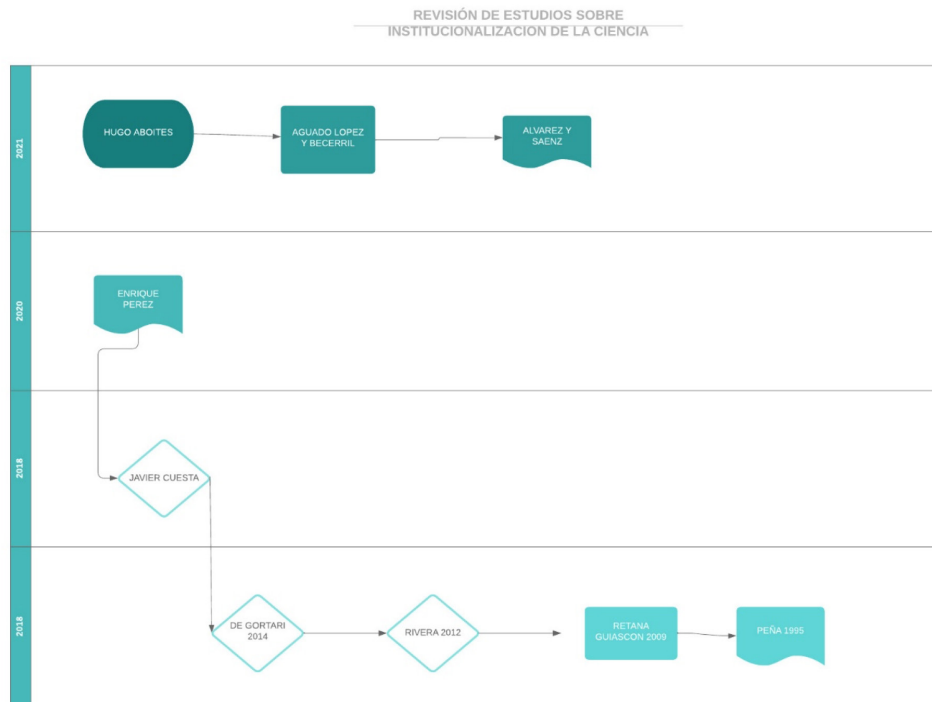 REVISIÓN DE ESTUDIOS SOBRE
INSTITUCIONALIZACION DE LA CIENCIA
2021
HUGO ABOITES
AGUADO LOPEZ
Y BECERRIL
ALVAREZ Y
SAENZ
2020
ENRIQUE
PEREZ
2018
JAVIER CUESTA
2018
DE GORTARI
2014
RIVERA 2012
RETANA
GUIASCON 2009
PEÑA 1995